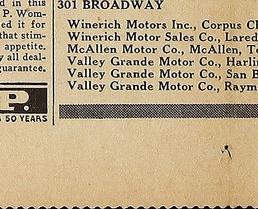 d in this
P. Wom-
ed it for
that stim-
appetite.
y all deal-
guarantee.
P.
50 YEARS
301 BROADWAY
Winerich Motors Inc., Corpus Ch
Winerich Motor Sales Co., Lared
McAllen Motor Co., McAllen, Te
Valley Grande Motor Co., Harlin
Valley Grande Motor Co., San B
Valley Grande Motor Co., Raym